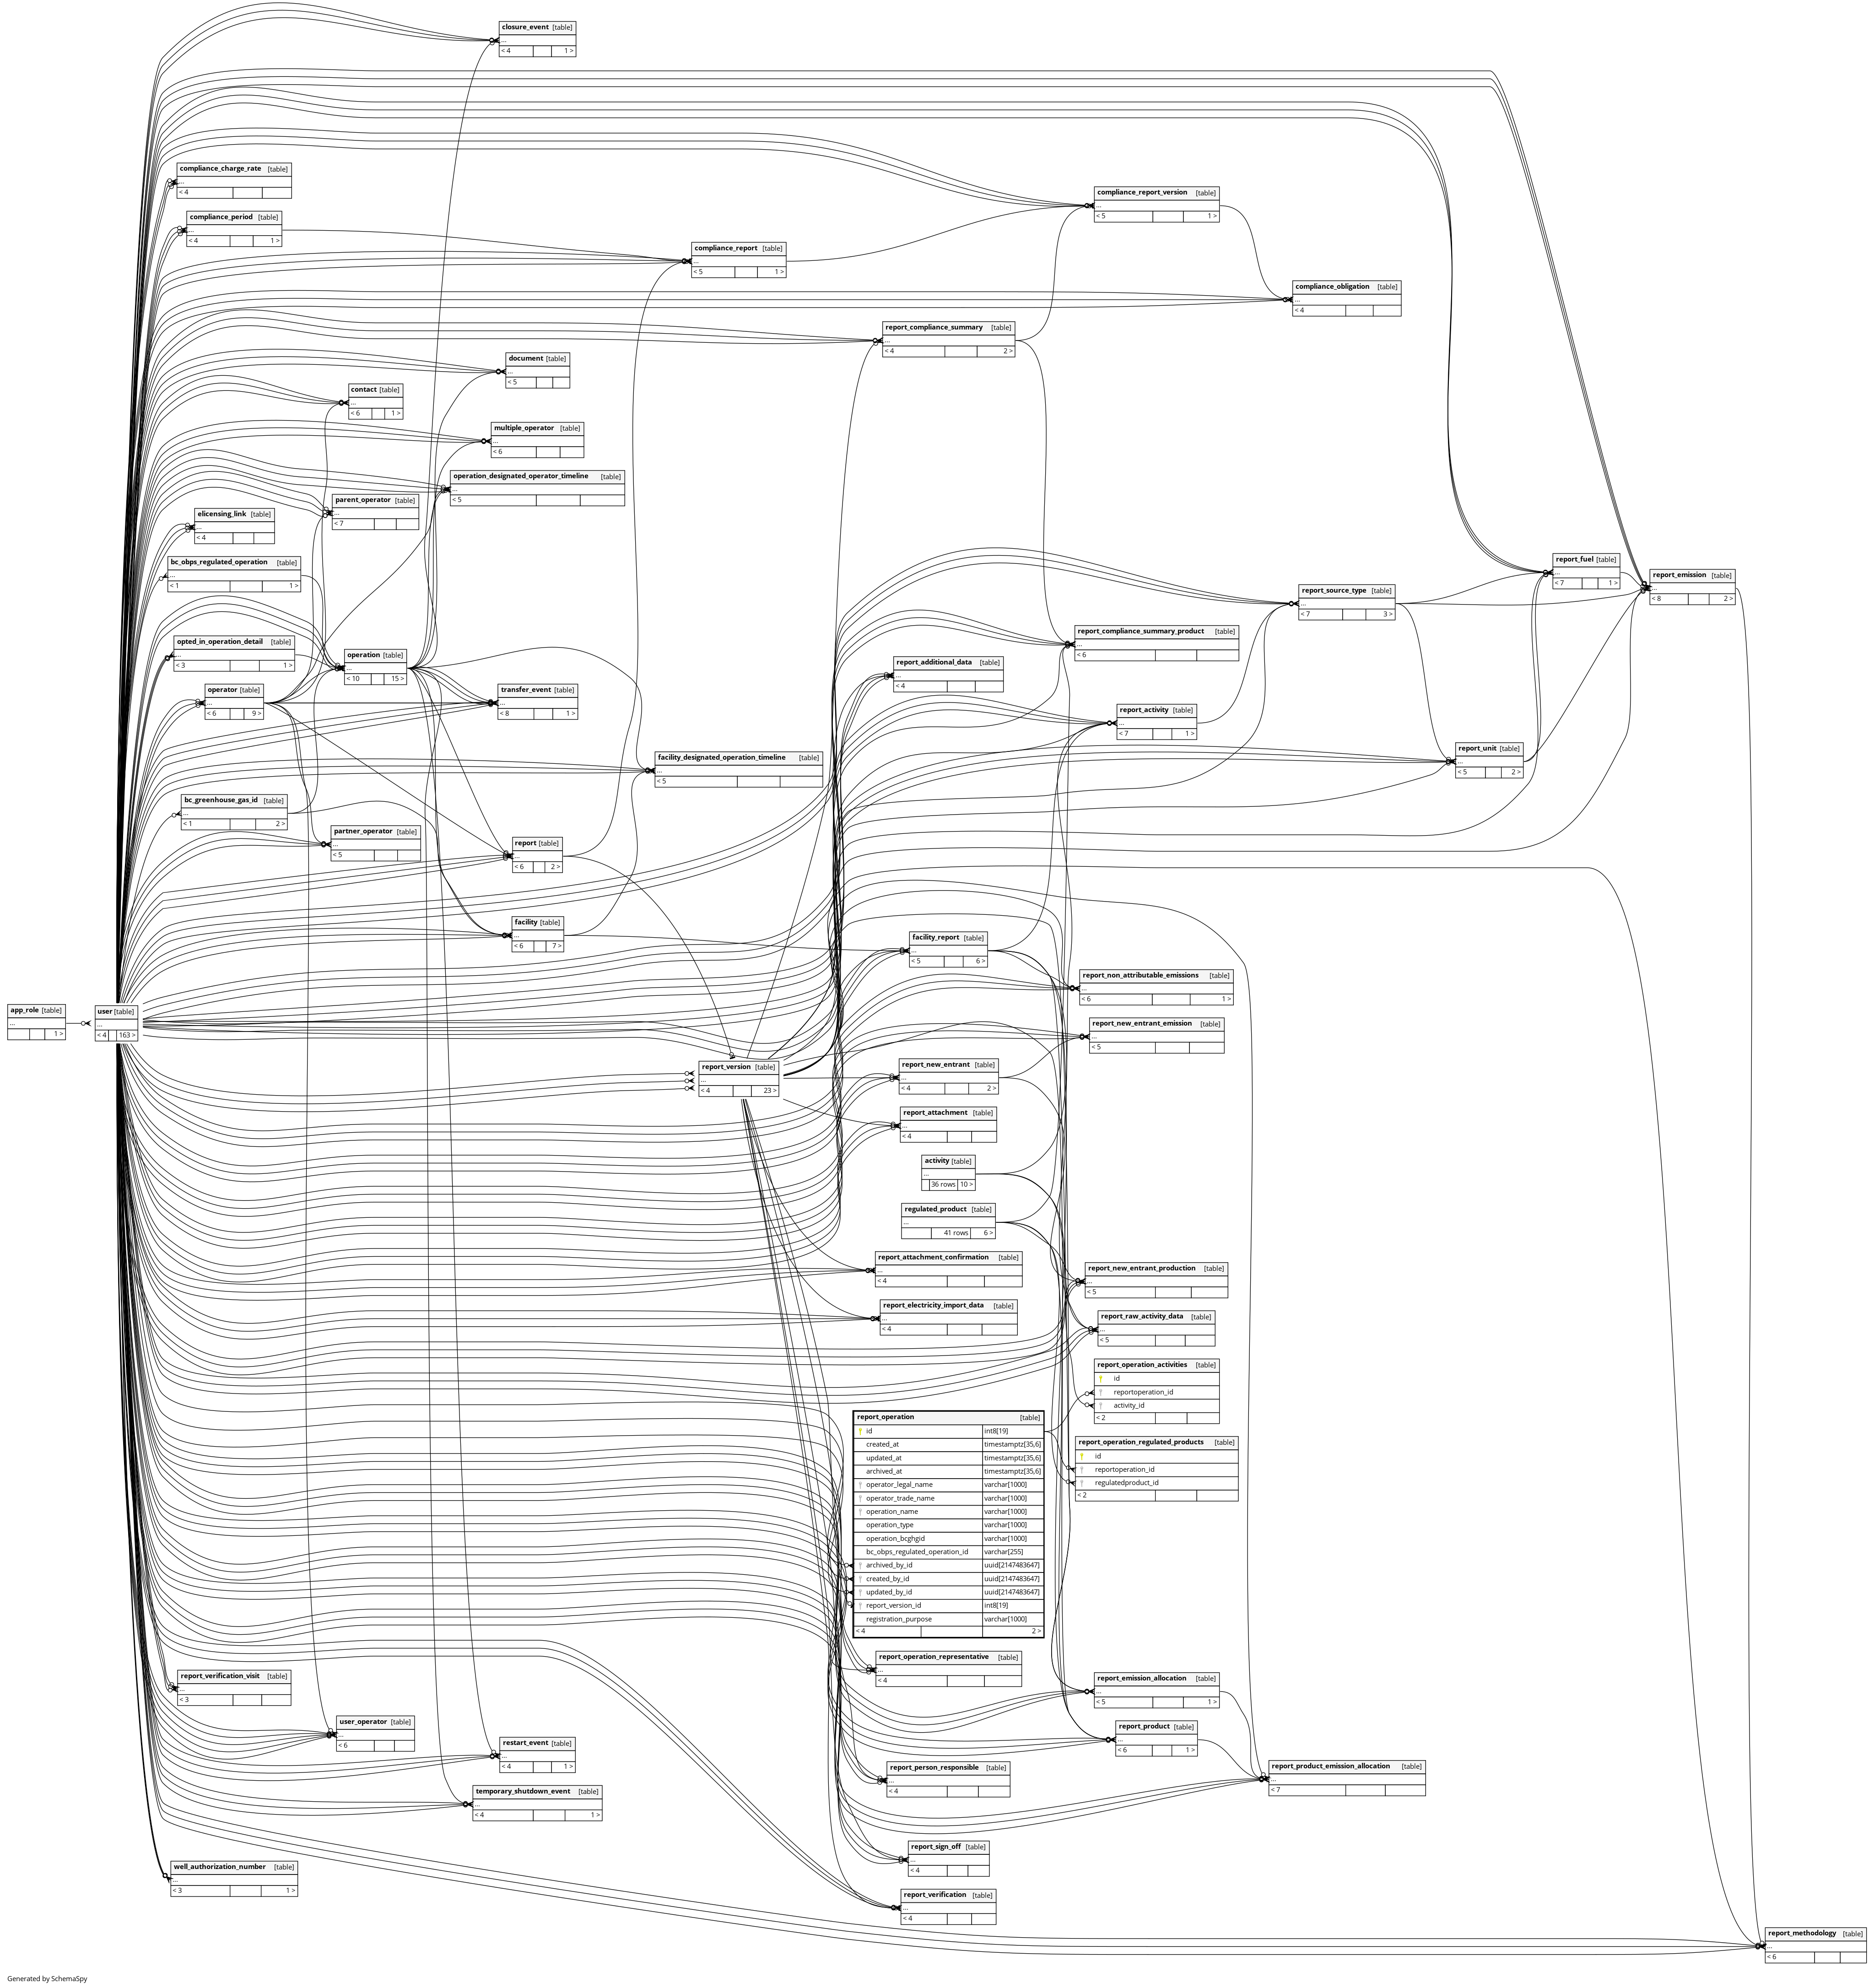 closure_event [table]
...
< 4 1 >
compliance_charge_rate [table]
...
< 4
compliance_report_version [table]
...
< 5 1 >
compliance_period [table]
...
< 4 1 >
compliance_report [table]
...
< 5 1 >
compliance_obligation [table]
...
< 4
report_compliance_summary [table]
...
< 4 2 >
document [table]
...
< 5
contact [table]
...
< 6 1 >
multiple_operator [table]
...
< 6
operation_designated_operator_timeline [table]
...
< 5
parent_operator [table]
...
< 7
elicensing_link [table]
...
< 4
bc_obps_regulated_operation [table]
...
< 1 1 >
report_fuel [table]
...
< 7 1 >
report_emission [table]
...
< 8 2 >
report_source_type [table]
...
< 7 3 >
report_compliance_summary_product [table]
...
< 6
opted_in_operation_detail [table]
...
< 3 1 >
operation [table]
...
< 10 15 >
report_additional_data [table]
...
< 4
operator [table]
...
< 6 9 >
transfer_event [table]
...
< 8 1 >
report_activity [table]
...
< 7 1 >
report_unit [table]
...
< 5 2 >
facility_designated_operation_timeline [table]
...
< 5
bc_greenhouse_gas_id [table]
...
< 1 2 >
partner_operator [table]
...
< 5
report [table]
...
< 6 2 >
facility [table]
...
< 6 7 >
facility_report [table]
...
< 5 6 >
report_non_attributable_emissions [table]
...
< 6 1 >
app_role [table]
...
1 >
user [table]
...
< 4 163 >
report_new_entrant_emission [table]
...
< 5
report_version [table]
...
< 4 23 >
report_new_entrant [table]
...
< 4 2 >
report_attachment [table]
...
< 4
activity [table]
...
36 rows 10 >
regulated_product [table]
...
41 rows 6 >
report_attachment_confirmation [table]
...
< 4
report_new_entrant_production [table]
...
< 5
report_electricity_import_data [table]
...
< 4
report_raw_activity_data [table]
...
< 5
report_operation_activities [table]
id
reportoperation_id
activity_id
< 2
report_operation [table]
id int8[19]
created_at timestamptz[35,6]
updated_at timestamptz[35,6]
archived_at timestamptz[35,6]
operator_legal_name varchar[1000]
operator_trade_name varchar[1000]
operation_name varchar[1000]
operation_type varchar[1000]
operation_bcghgid varchar[1000]
bc_obps_regulated_operation_id varchar[255]
archived_by_id uuid[2147483647]
created_by_id uuid[2147483647]
updated_by_id uuid[2147483647]
report_version_id int8[19]
registration_purpose varchar[1000]
< 4 2 >
report_operation_regulated_products [table]
id
reportoperation_id
regulatedproduct_id
< 2
report_operation_representative [table]
...
< 4
report_verification_visit [table]
...
< 3
report_emission_allocation [table]
...
< 5 1 >
user_operator [table]
...
< 6
report_product [table]
...
< 6 1 >
restart_event [table]
...
< 4 1 >
report_person_responsible [table]
...
< 4
report_product_emission_allocation [table]
...
< 7
temporary_shutdown_event [table]
...
< 4 1 >
report_sign_off [table]
...
< 4
well_authorization_number [table]
...
< 3 1 >
report_verification [table]
...
< 4
report_methodology [table]
...
< 6
Generated by SchemaSpy